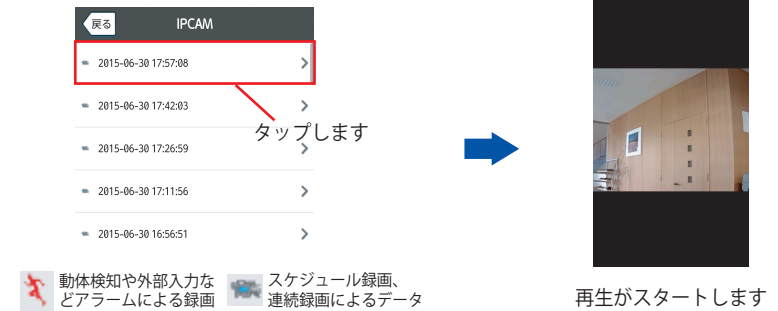 戻る IPCAM
2015-06-30 17:57:08
2015-06-30 17:42:03
タップします
2015-06-30 17:26:59
2015-06-30 17:11:56
2015-06-30 16:56:51
動体検知や外部入力な
どアラームによる録画
スケジュール録画、
連続録画によるデータ
再生がスタートします